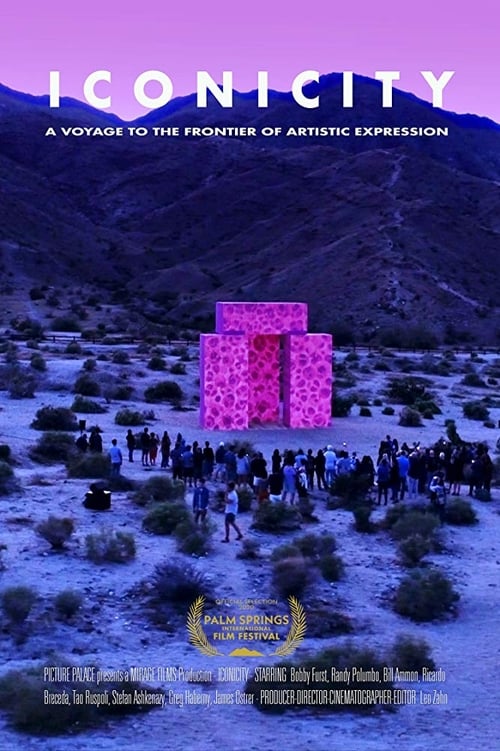 ICONICITY
A VOYAGE TO THE FRONTIER OF ARTISTIC EXPRESSION
OFFICIAL SELECTION
2020
PALM SPRINGS
INTERNATIONAL
FILM FESTIVAL
PICTURE PALACE presents a MIRAGE FILMS Production · ICONICITY · STARRING Bobby Furst, Randy Polumbo, Bill Ammon, Ricardo
Breceda, Tao Ruspoli, Stefan Ashkenazy, Greg Haberny, James Ostrer · PRODUCER·DIRECTOR·CINEMATOGRAPHER·EDITOR Leo Zahn